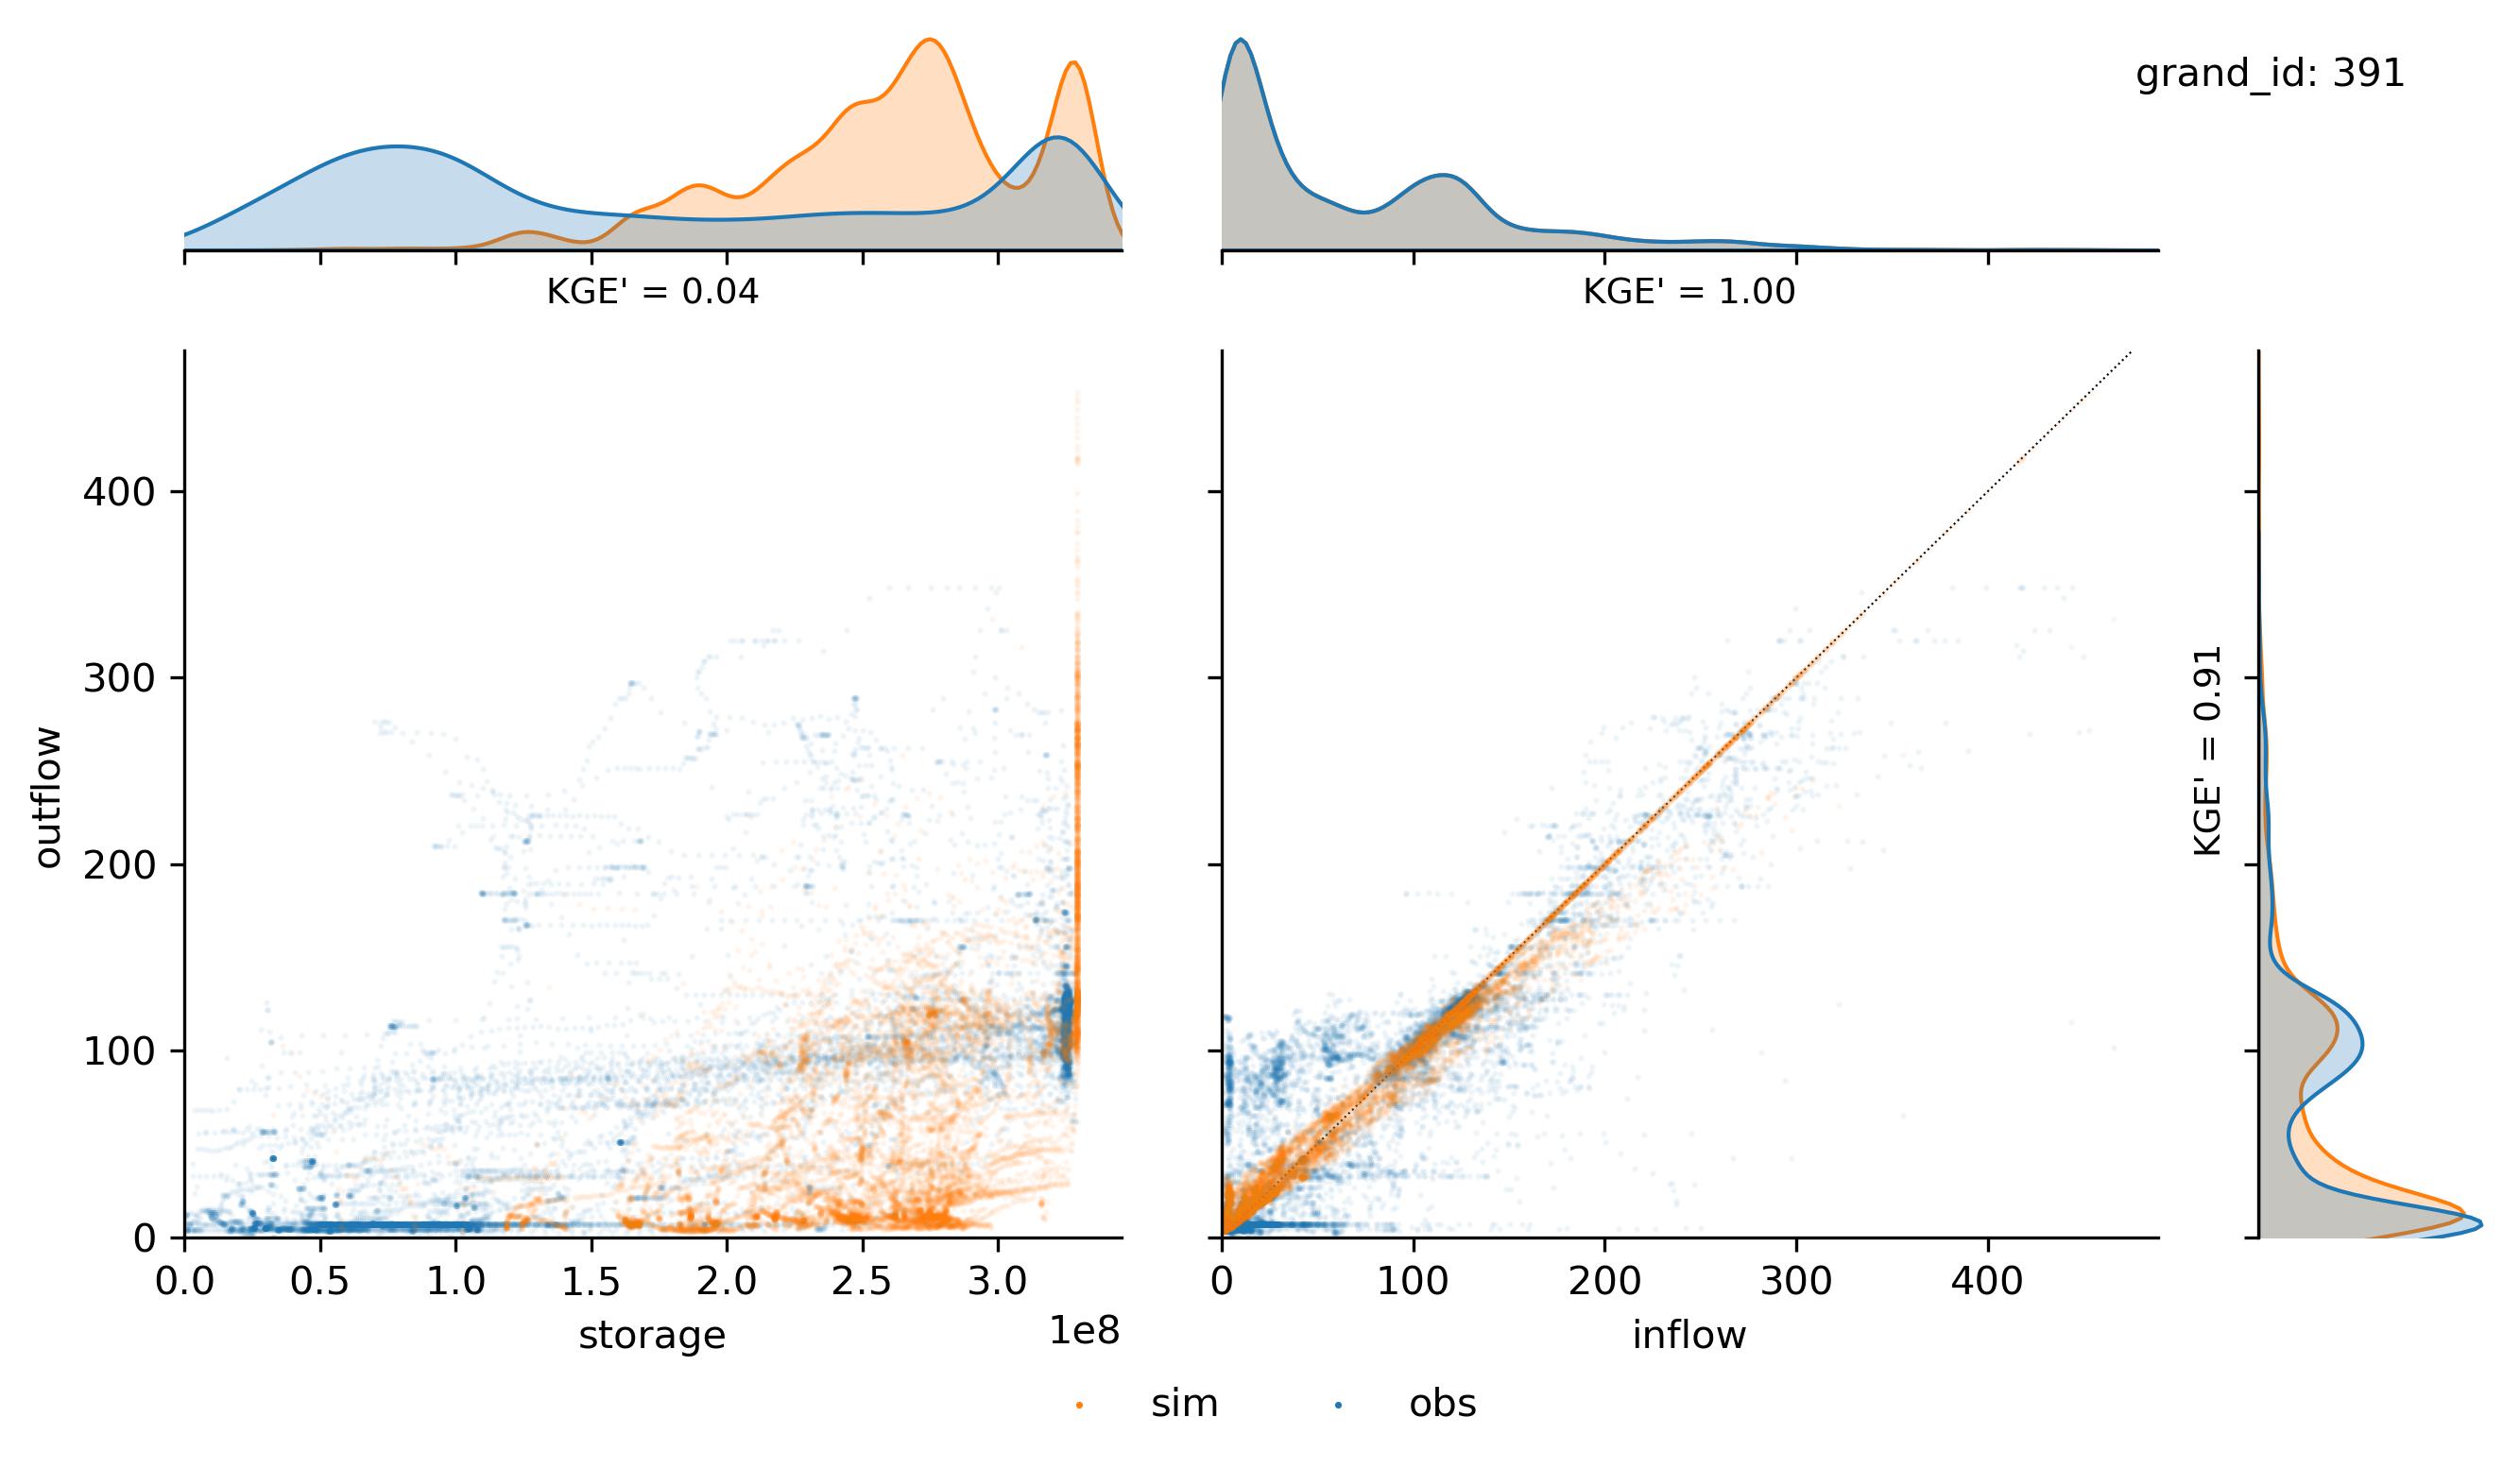 grand_id: 391
KGE' = 0.04
KGE' = 1.00
outflow
400
300
200
100
0
0.0 0.5 1.0 1.5 2.0 2.5 3.0
1e8
storage
0 100 200 300 400
inflow
KGE' = 0.91
sim obs